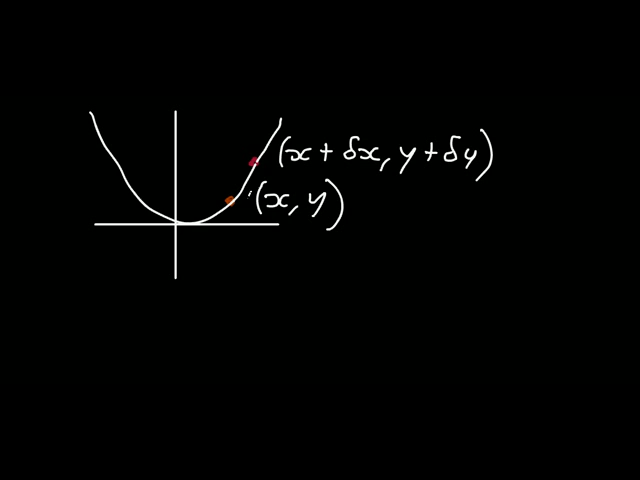 (x + δx, y + δy)
(x, y)